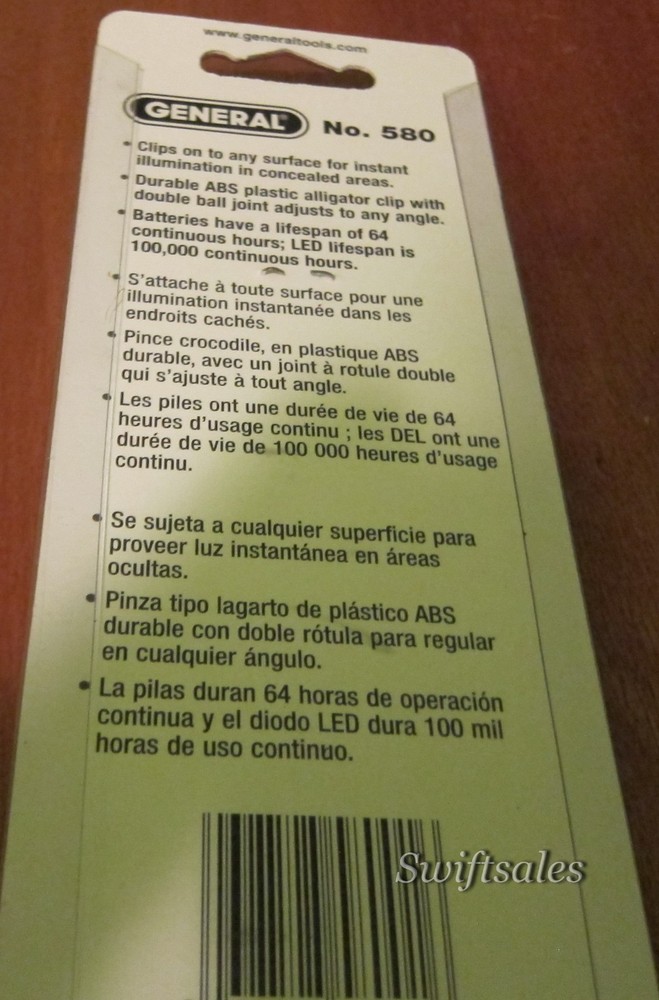 www.generaltools.com
GENERAL®
No. 580
• Clips on to any surface for instant
illumination in concealed areas.
• Durable ABS plastic alligator clip with
double ball joint adjusts to any angle.
• Batteries have a lifespan of 64
continuous hours; LED lifespan is
100,000 continuous hours.
• S'attache à toute surface pour une
illumination instantanée dans les
endroits cachés.
• Pince crocodile, en plastique ABS
durable, avec un joint à rotule double
qui s'ajuste à tout angle.
• Les piles ont une durée de vie de 64
heures d'usage continu ; les DEL ont une
durée de vie de 100 000 heures d'usage
continu.
• Se sujeta a cualquier superficie para
proveer luz instantánea en áreas
ocultas.
• Pinza tipo lagarto de plástico ABS
durable con doble rótula para regular
en cualquier ángulo.
• La pilas duran 64 horas de operación
continua y el diodo LED dura 100 mil
horas de uso continuo.
Swiftsales